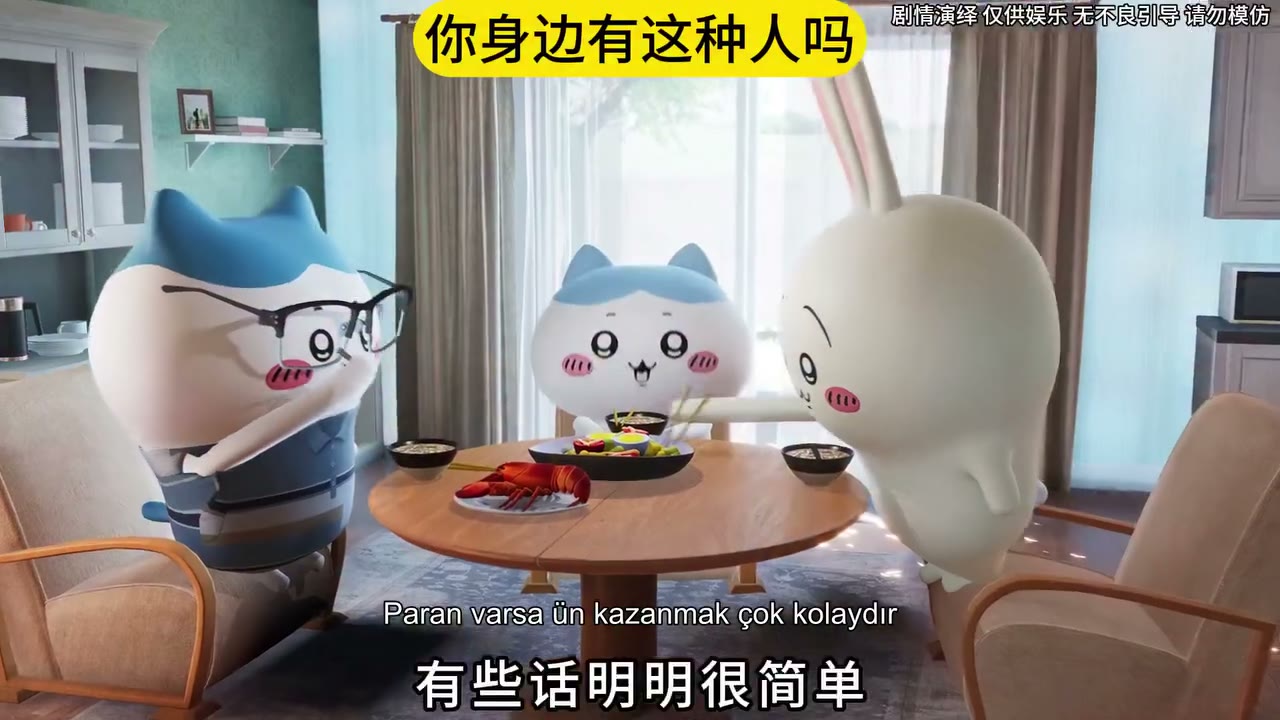 剧情演绎 仅供娱乐 无不良引导 请勿模仿
你身边有这种人吗
Paran varsa ün kazanmak çok kolaydır
有些话明明很简单